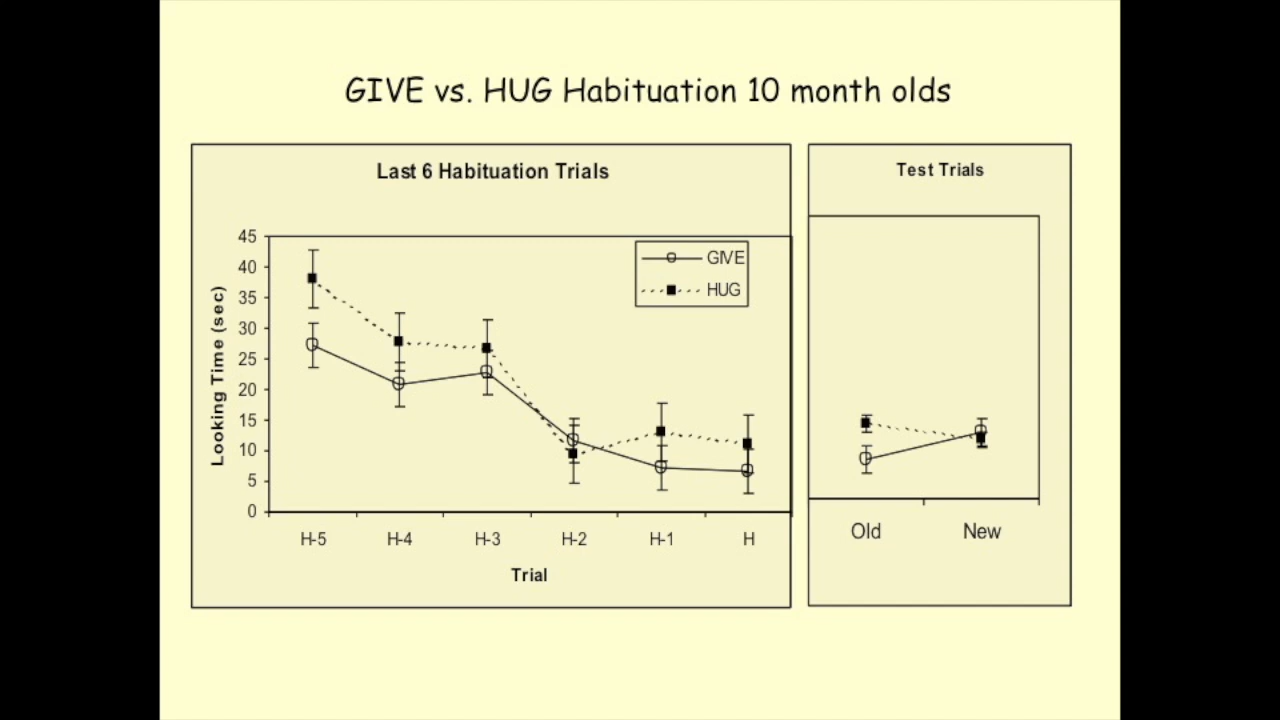 GIVE vs. HUG Habituation 10 month olds
Last 6 Habituation Trials
45
40
35
30
25
20
15
10
5
0
Looking Time (sec)
GIVE
HUG
H-5 H-4 H-3 H-2 H-1 H
Trial
Test Trials
Old New